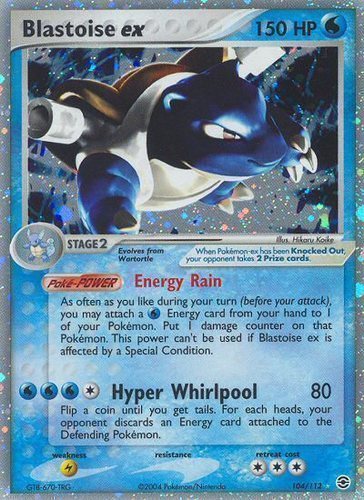 Blastoise ex 150 HP
Illus. Hikaru Koike
STAGE2
Evolves from
Wartortle
When Pokémon-ex has been Knocked Out,
your opponent takes 2 Prize cards.
Poké-POWER Energy Rain
As often as you like during your turn (before your attack),
you may attach a Energy card from your hand to 1
of your Pokémon. Put 1 damage counter on that
Pokémon. This power can't be used if Blastoise ex is
affected by a Special Condition.
Hyper Whirlpool 80
Flip a coin until you get tails. For each heads, your
opponent discards an Energy card attached to the
Defending Pokémon.
weakness resistance retreat cost
GTB-670-TRG ©2004 Pokémon/Nintendo 104/112